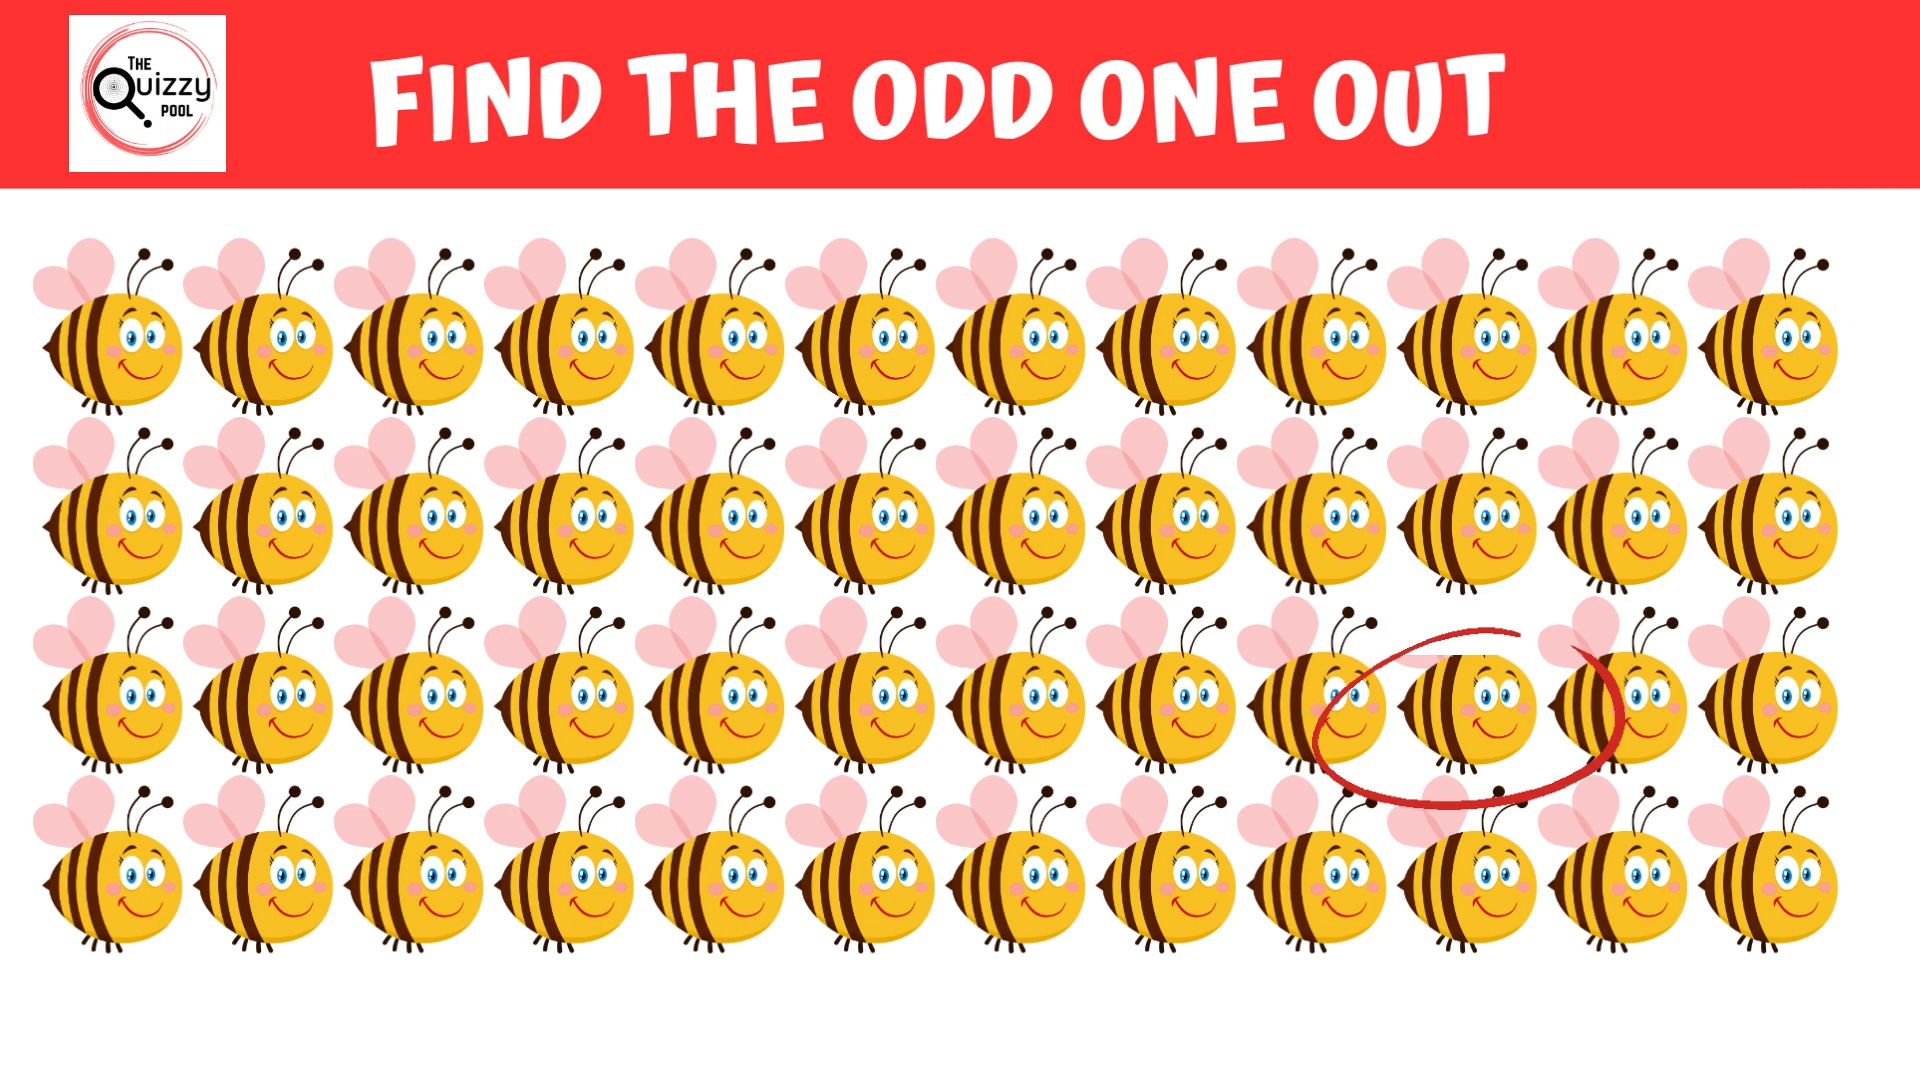 THE
Quizzy
POOL
FIND THE ODD ONE OUT